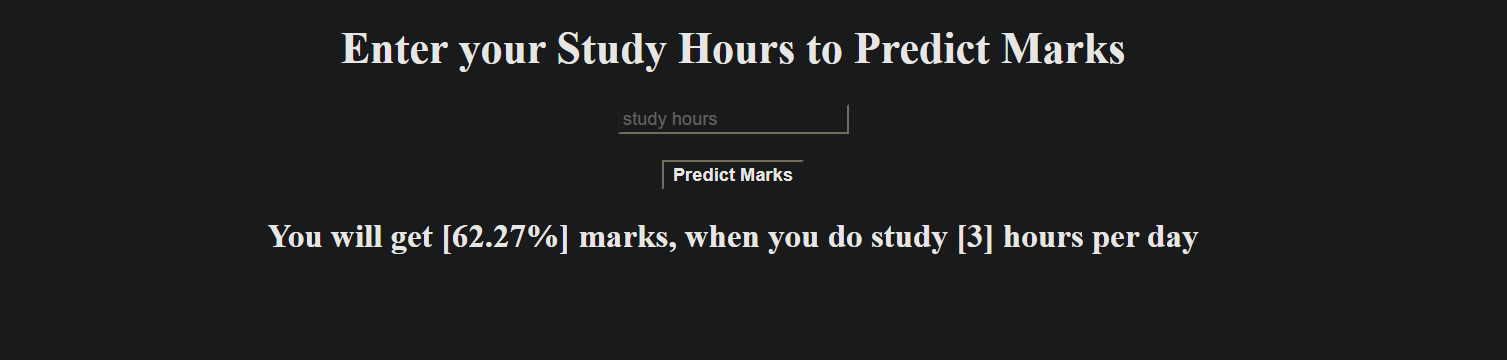 Enter your Study Hours to Predict Marks
study hours
Predict Marks
You will get [62.27%] marks, when you do study [3] hours per day